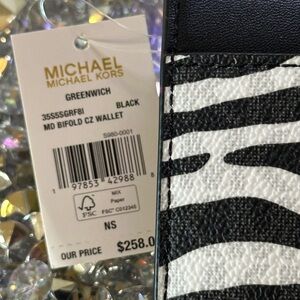 MICHAEL
MICHAEL KORS
GREENWICH
35S5SGRF8I BLACK
MD BIFOLD CZ WALLET
S980-0001
1 97853 42988 8
MIX
Paper
FSC
FSC® C012345
NS
OUR PRICE $258.0